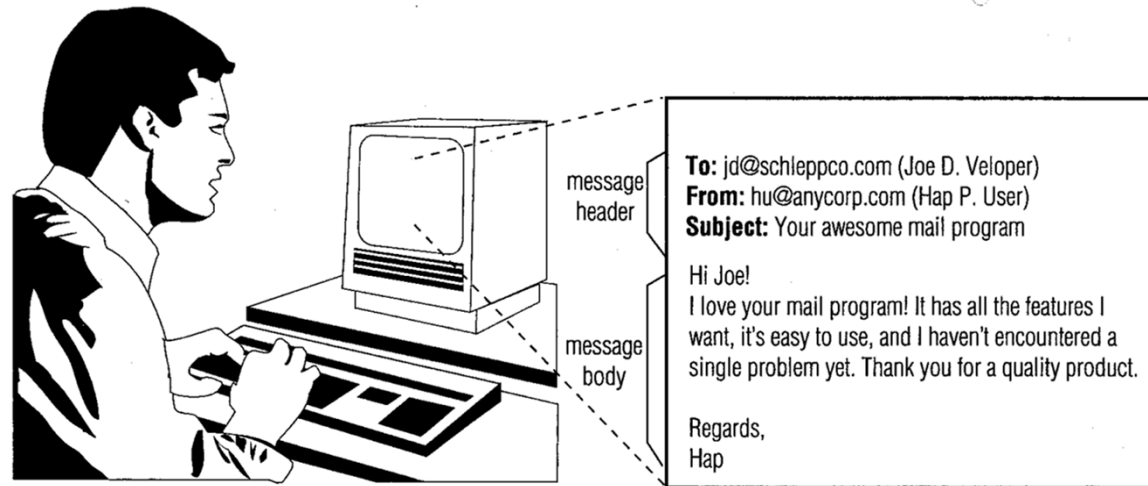 message
header
To: jd@schleppco.com (Joe D. Veloper)
From: hu@anycorp.com (Hap P. User)
Subject: Your awesome mail program
message
body
Hi Joe!
I love your mail program! It has all the features I
want, it's easy to use, and I haven't encountered a
single problem yet. Thank you for a quality product.
Regards,
Hap